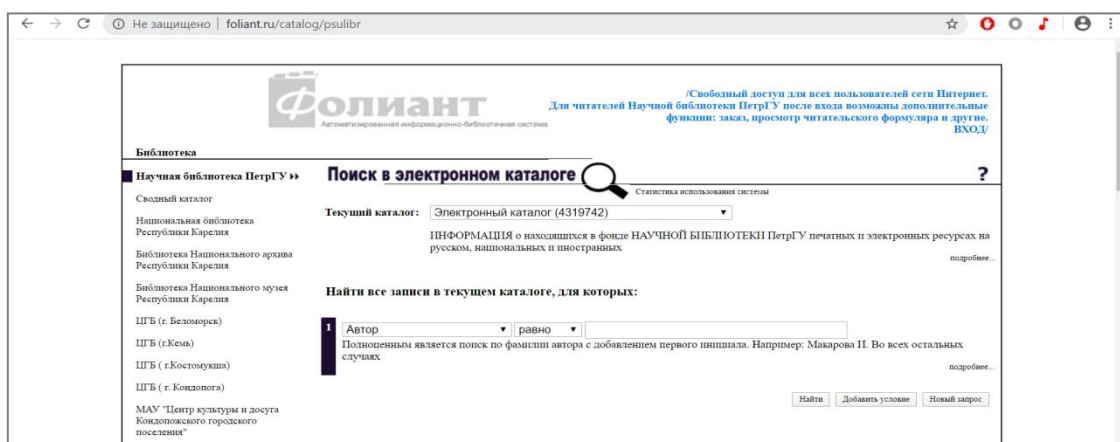 Не защищено | foliant.ru/catalog/psulibr
Фолиант
Автоматизированная информационно-библиотечная система
/Свободный доступ для всех пользователей сети Интернет.
Для читателей Научной библиотеки ПетрГУ после входа возможны дополнительные
функции: заказ, просмотр читательского формуляра и другие.
ВХОД/
Библиотека
Научная библиотека ПетрГУ
Сводный каталог
Национальная библиотека
Республики Карелия
Библиотека Национального архива
Республики Карелия
Библиотека Национального музея
Республики Карелия
ЦГБ (г. Беломорск)
ЦГБ (г.Кемь)
ЦГБ ( г.Костомукша)
ЦГБ ( г. Кондопога)
МАУ "Центр культуры и досуга
Кондопожского городского
поселения"
Поиск в электронном каталоге
?
Статистика использования системы
Текущий каталог: Электронный каталог (4319742)
ИНФОРМАЦИЯ о находящихся в фонде НАУЧНОЙ БИБЛИОТЕКИ ПетрГУ печатных и электронных ресурсах на
русском, национальных и иностранных
подробнее...
Найти все записи в текущем каталоге, для которых:
1 Автор равно
Полноценным является поиск по фамилии автора с добавлением первого инициала. Например: Макарова И. Во всех остальных
случаях
подробнее...
Найти Добавить условие Новый запрос